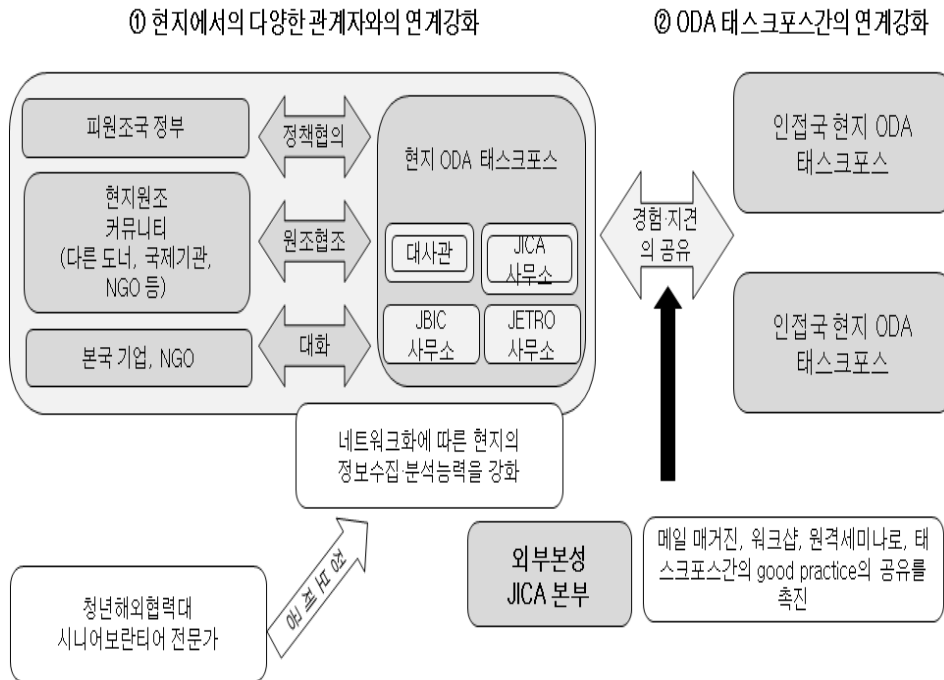 ① 현지에서의 다양한 관계자와의 연계강화
② ODA 태스크포스간의 연계강화
피원조국 정부
정책협의
현지원조
커뮤니티
(다른 도너, 국제기관,
NGO 등)
원조협조
본국 기업, NGO
대화
현지 ODA 태스크포스
대사관
JICA
사무소
JBIC
사무소
JETRO
사무소
경험·지견
의 공유
인접국 현지 ODA
태스크포스
인접국 현지 ODA
태스크포스
네트워크화에 따른 현지의
정보수집·분석능력을 강화
정보제공
청년해외협력대
시니어보란티어 전문가
외부본성
JICA 본부
메일 매거진, 워크샵, 원격세미나로, 태
스크포스간의 good practice의 공유를
촉진